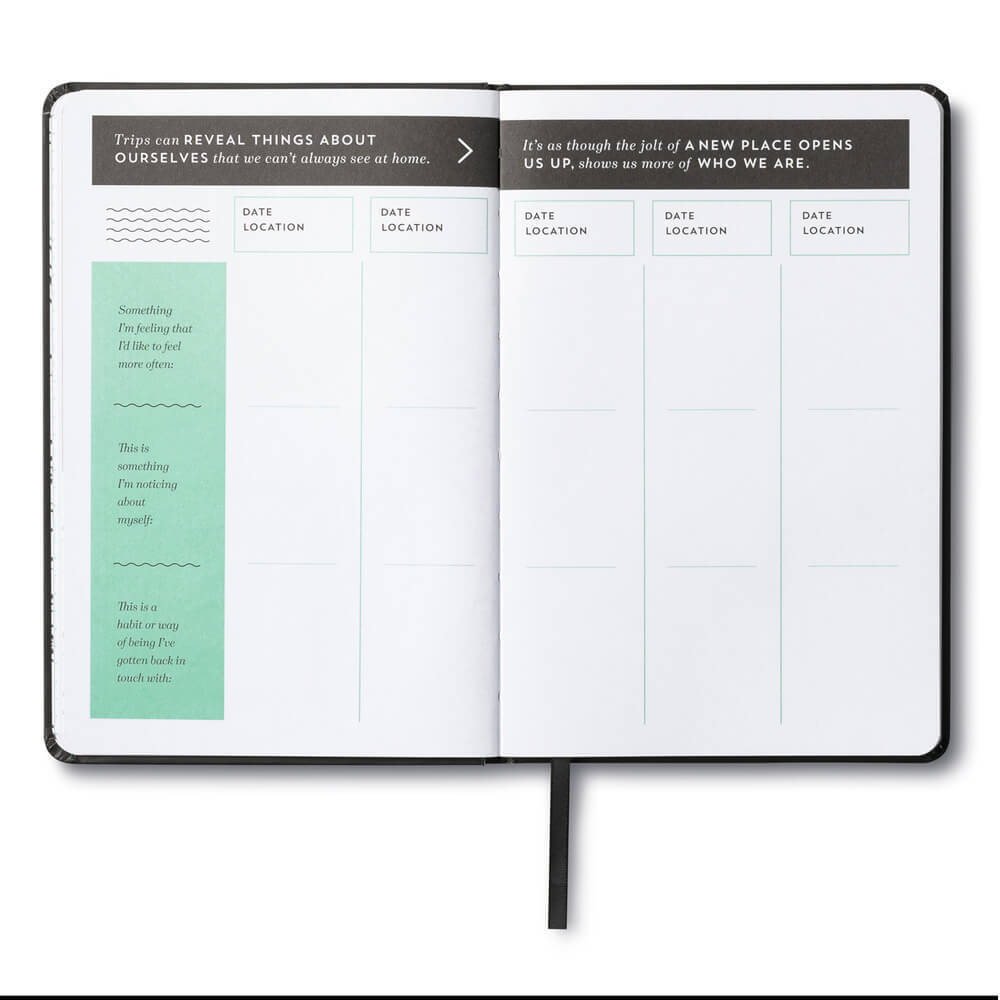 Trips can REVEAL THINGS ABOUT
OURSELVES that we can't always see at home.
It's as though the jolt of A NEW PLACE OPENS
US UP, shows us more of WHO WE ARE.
DATE
LOCATION
DATE
LOCATION
DATE
LOCATION
DATE
LOCATION
DATE
LOCATION
Something
I'm feeling that
I'd like to feel
more often:
This is
something
I'm noticing
about
myself:
This is a
habit or way
of being I've
gotten back in
touch with: